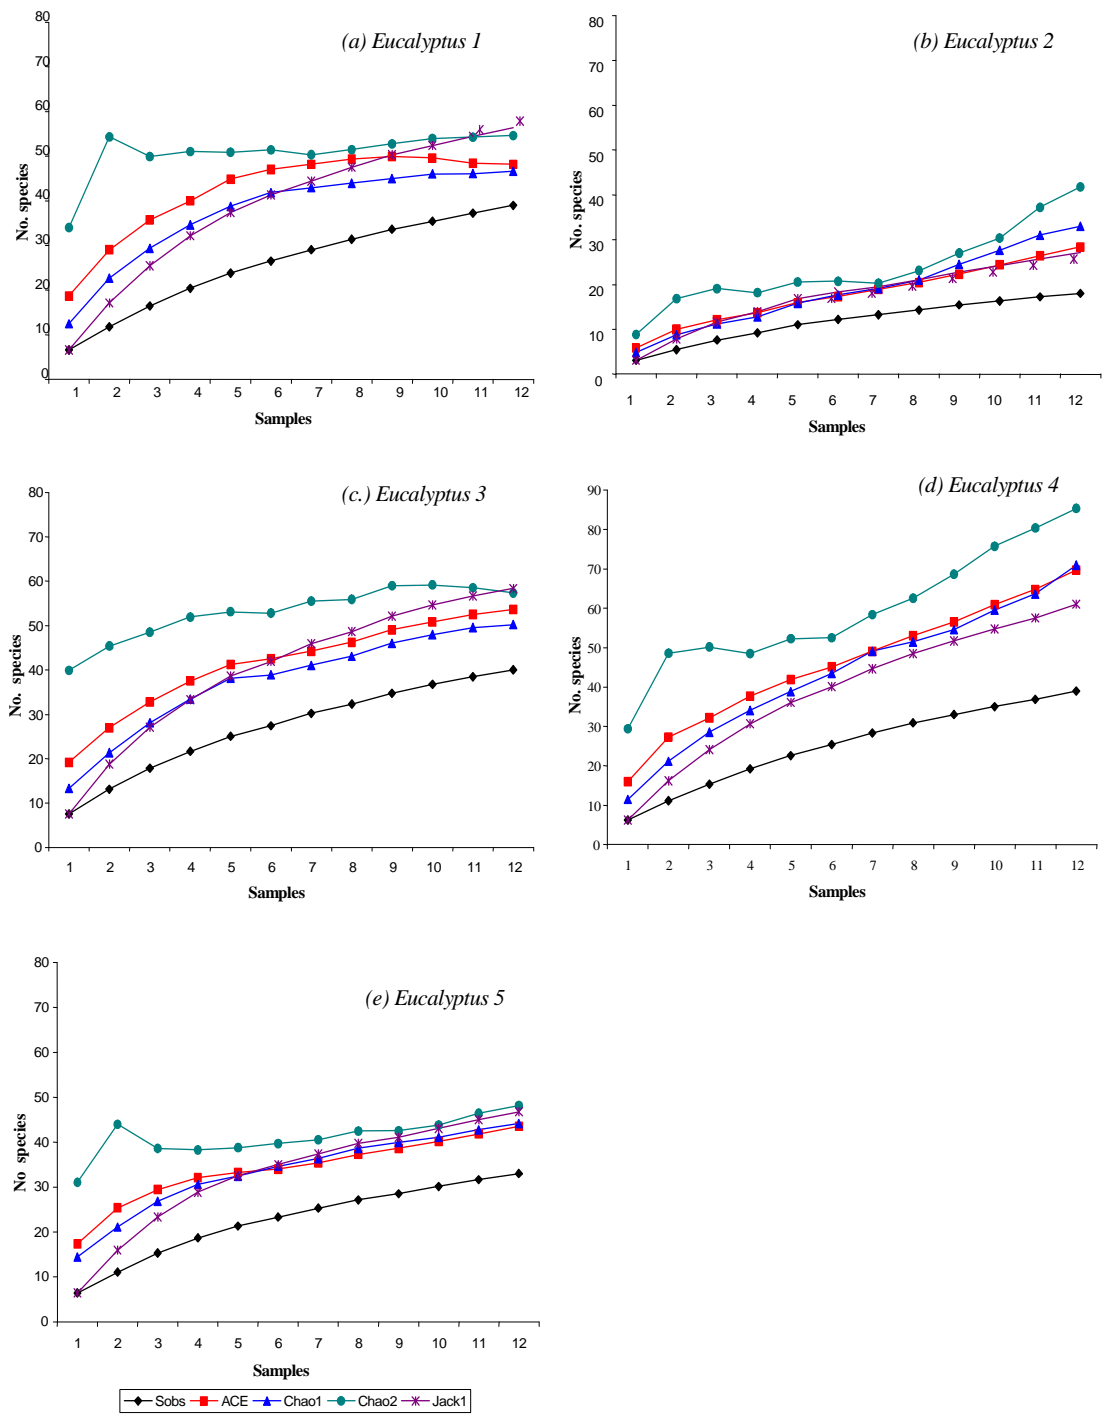 (a) Eucalyptus 1
80
70
60
50
40
30
20
10
0
No. species
1 2 3 4 5 6 7 8 9 10 11 12
Samples
(b) Eucalyptus 2
80
70
60
50
40
30
20
10
0
No. species
1 2 3 4 5 6 7 8 9 10 11 12
Samples
(c.) Eucalyptus 3
80
70
60
50
40
30
20
10
0
No. species
1 2 3 4 5 6 7 8 9 10 11 12
Samples
(d) Eucalyptus 4
90
80
70
60
50
40
30
20
10
0
No. species
1 2 3 4 5 6 7 8 9 10 11 12
Samples
(e) Eucalyptus 5
80
70
60
50
40
30
20
10
0
No species
1 2 3 4 5 6 7 8 9 10 11 12
Samples
Sobs ACE Chao1 Chao2 Jack1